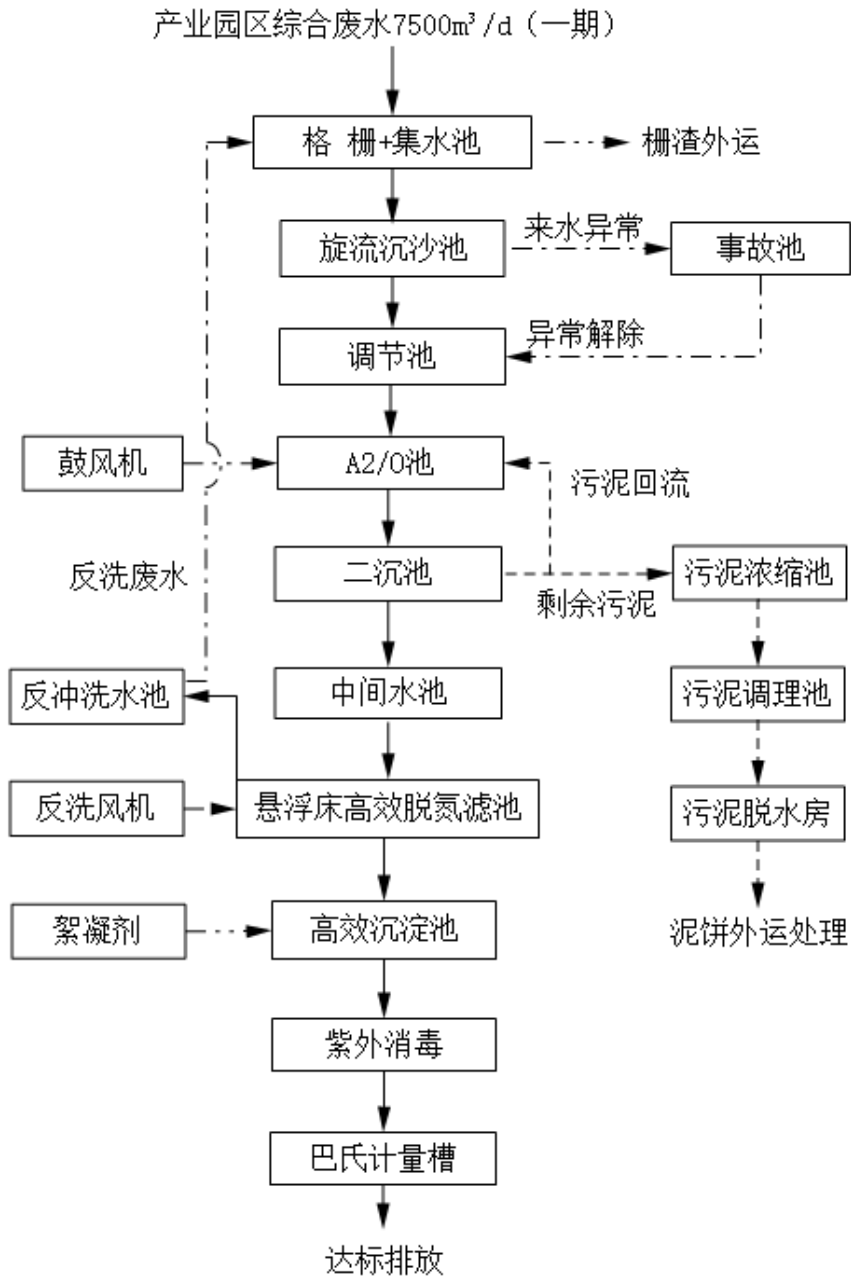 产业园区综合废水7500m³/d（一期）
格 栅+集水池
栅渣外运
旋流沉沙池
来水异常
事故池
异常解除
调节池
鼓风机
A2/O池
污泥回流
反洗废水
二沉池
污泥浓缩池
剩余污泥
反冲洗水池
中间水池
污泥调理池
反洗风机
悬浮床高效脱氮滤池
污泥脱水房
絮凝剂
高效沉淀池
泥饼外运处理
紫外消毒
巴氏计量槽
达标排放